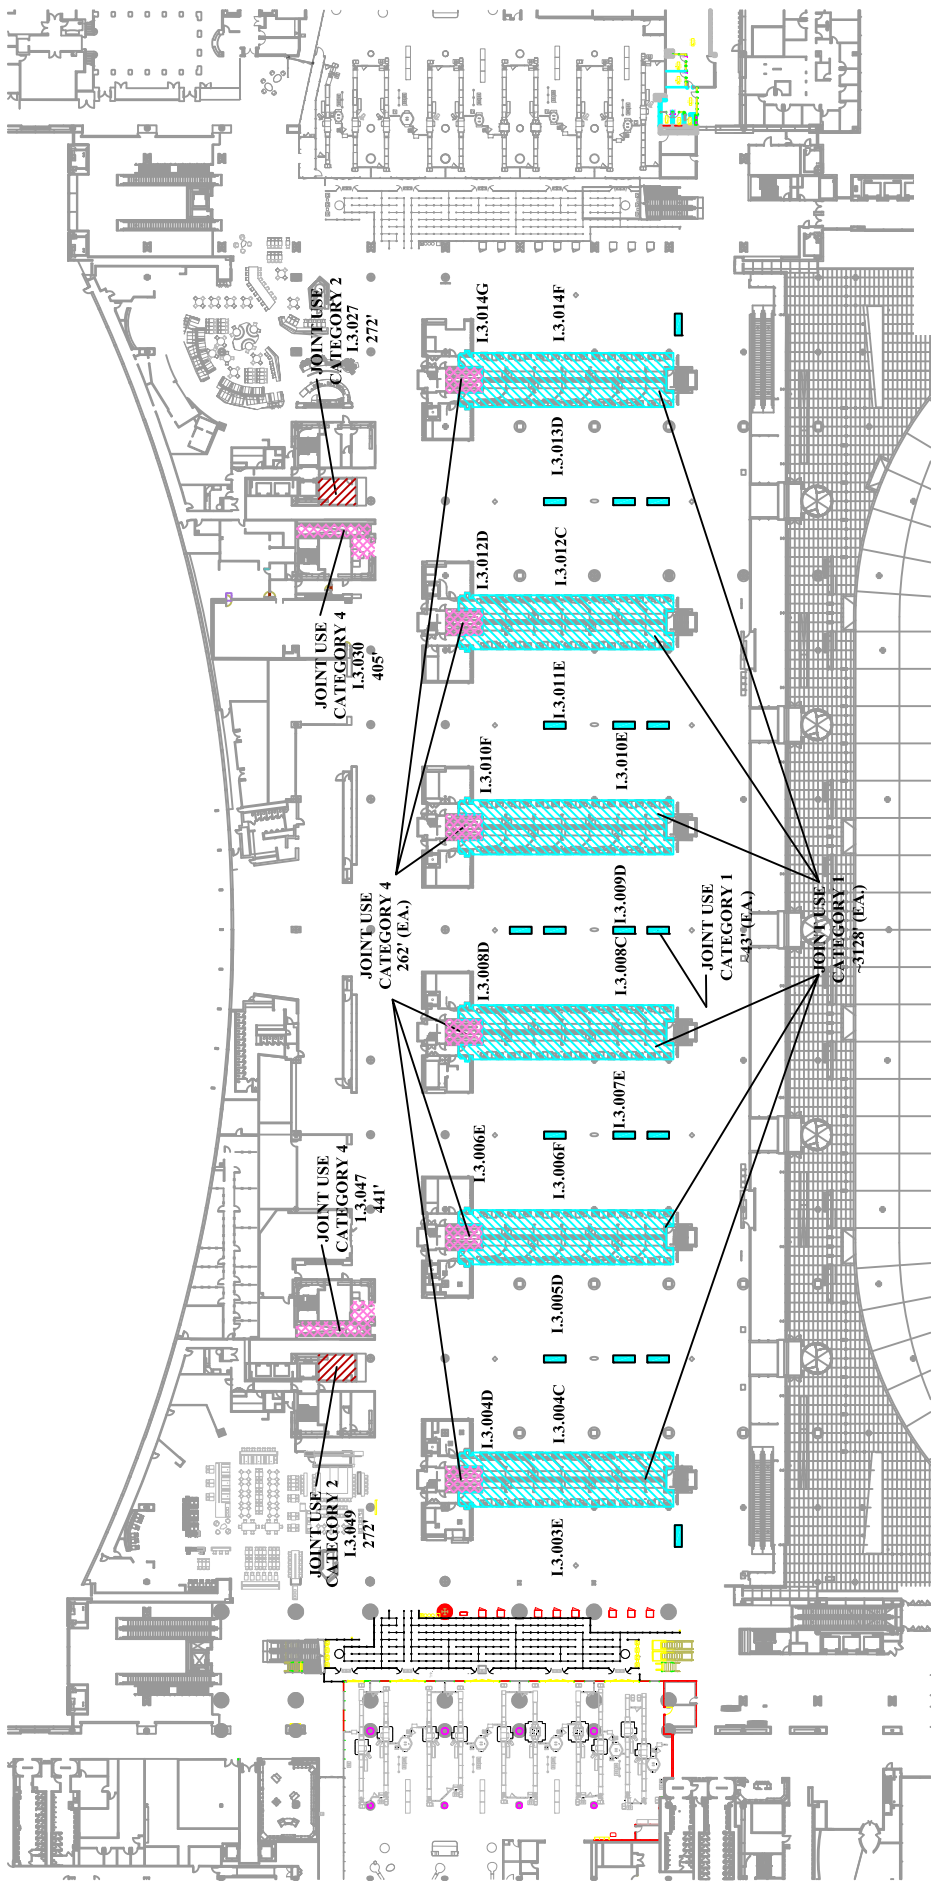 JOINT USE
CATEGORY 2
I.3.027
272'
I.3.014G
I.3.014F
I.3.013D
I.3.012D
I.3.012C
JOINT USE
CATEGORY 4
I.3.030
405'
I.3.011E
I.3.010F
I.3.010E
JOINT USE
CATEGORY 4
262' (EA.)
I.3.009D
JOINT USE
CATEGORY 1
43' (EA.)
JOINT USE
CATEGORY 1
~3128' (EA.)
I.3.008D
I.3.008C
I.3.007E
I.3.006E
I.3.006F
JOINT USE
CATEGORY 4
1.3.047
441'
I.3.005D
I.3.004D
I.3.004C
JOINT USE
CATEGORY 2
I.3.049
272'
I.3.003E